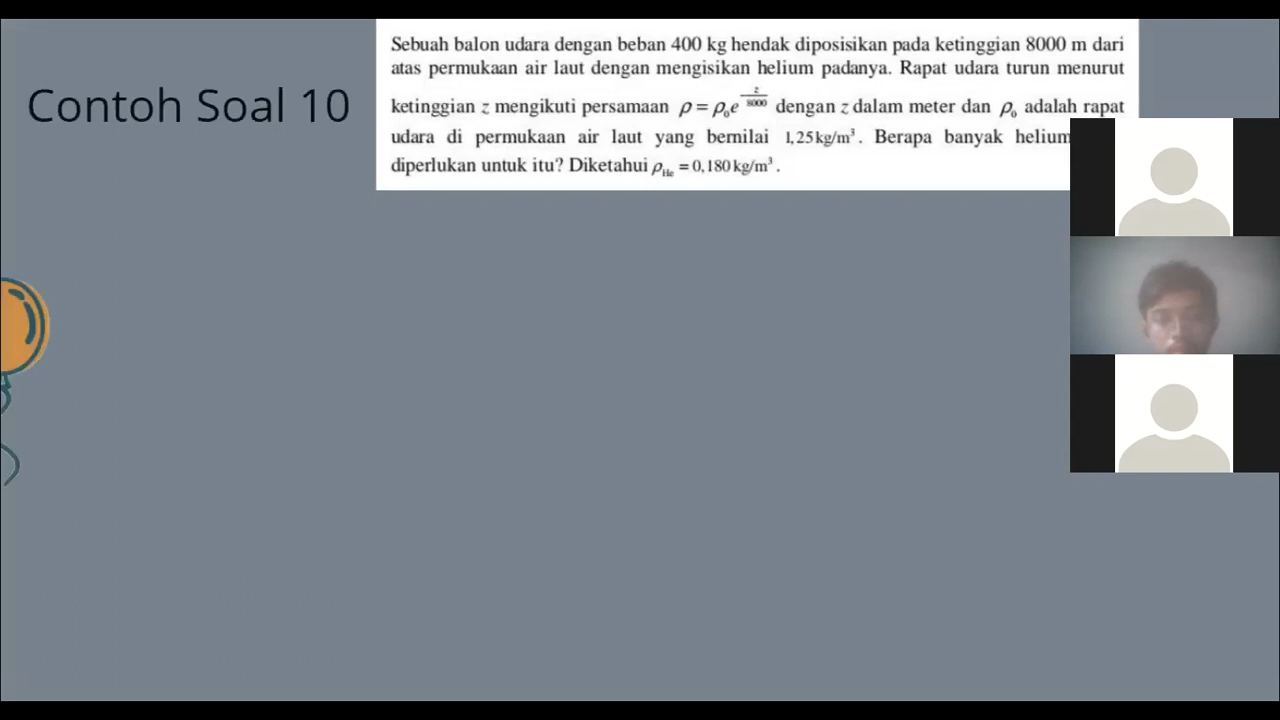 Contoh Soal 10
Sebuah balon udara dengan beban 400 kg hendak diposisikan pada ketinggian 8000 m dari
atas permukaan air laut dengan mengisikan helium padanya. Rapat udara turun menurut
ketinggian z mengikuti persamaan ρ = ρ₀e^(-z/8000) dengan z dalam meter dan ρ₀ adalah rapat
udara di permukaan air laut yang bernilai 1,25 kg/m³. Berapa banyak helium
diperlukan untuk itu? Diketahui ρHe = 0,180 kg/m³.